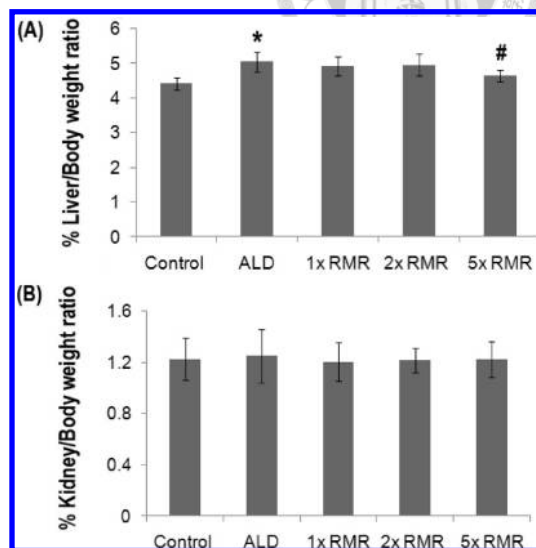 (A)
% Liver/Body weight ratio
6
5
4
3
2
1
0
*
#
Control ALD 1x RMR 2x RMR 5x RMR
(B)
% Kidney/Body weight ratio
1.6
1.2
0.8
0.4
0
Control ALD 1x RMR 2x RMR 5x RMR